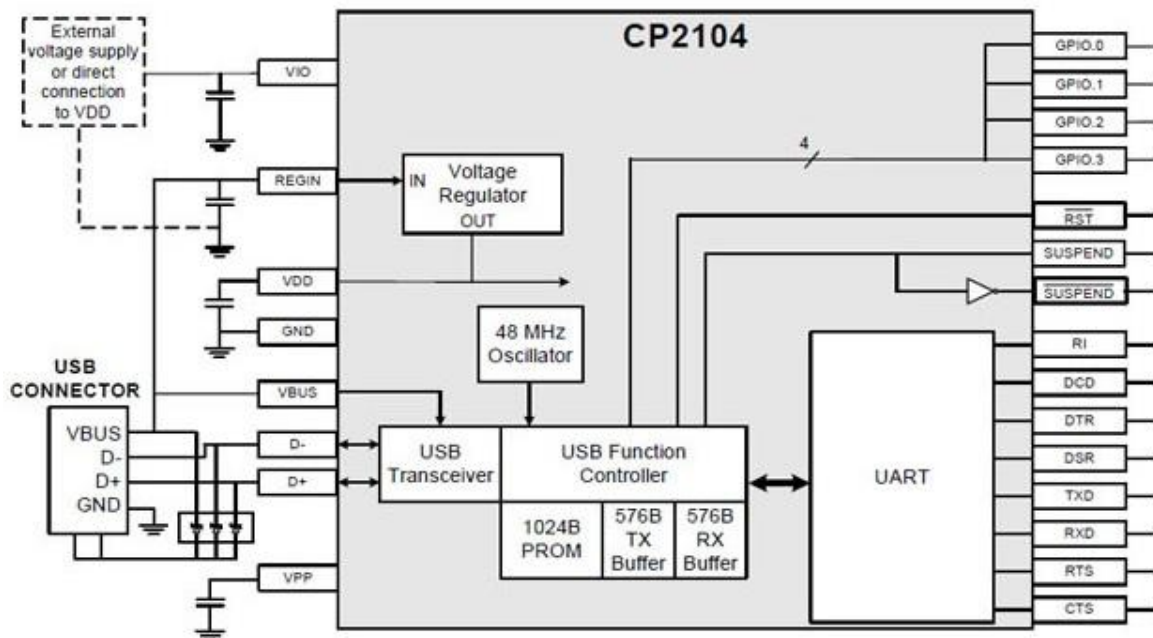 External
voltage supply
or direct
connection
to VDD
CP2104
VIO
REGIN
VDD
GND
VBUS
D-
D+
VPP
USB
CONNECTOR
VBUS
D-
D+
GND
IN
Voltage
Regulator
OUT
48 MHz
Oscillator
USB
Transceiver
USB Function
Controller
1024B
PROM
576B
TX
Buffer
576B
RX
Buffer
UART
4
GPIO.0
GPIO.1
GPIO.2
GPIO.3
RST
SUSPEND
SUSPEND
RI
DCD
DTR
DSR
TXD
RXD
RTS
CTS